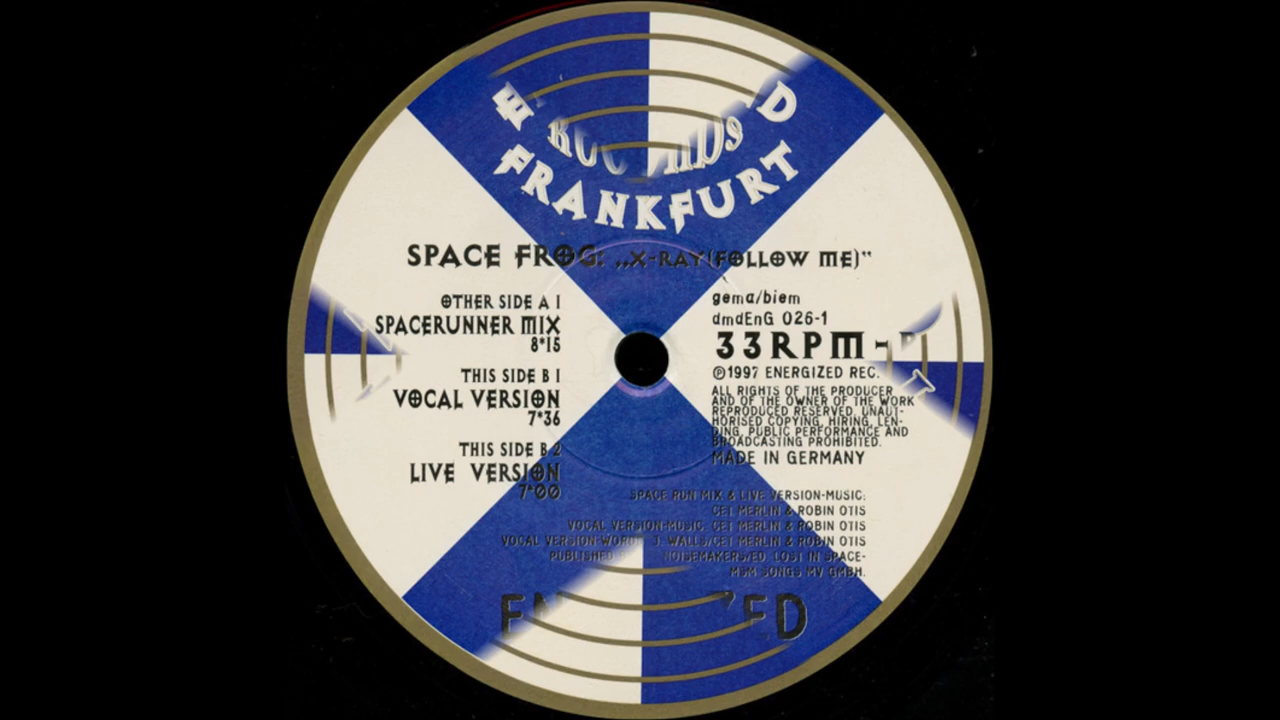 FRANKFURT
SPACE FROG: „X-RAY (FOLLOW ME)“
OTHER SIDE A 1
SPACERUNNER MIX
8*15
THIS SIDE B 1
VOCAL VERSION
7*36
THIS SIDE B 2
LIVE VERSION
7*00
gema/biem
dmdEnG 026-1
33RPM-
℗1997 ENERGIZED REC.
ALL RIGHTS OF THE PRODUCER
AND OF THE OWNER OF THE WORK
REPRODUCED RESERVED. UNAUT-
HORISED COPYING, HIRING, LEN-
DING, PUBLIC PERFORMANCE AND
BROADCASTING PROHIBITED.
MADE IN GERMANY
SPACE RUN MIX & LIVE VERSION-MUSIC:
CET MERLIN & ROBIN OTIS
VOCAL VERSION-MUSIC: CET MERLIN & ROBIN OTIS
VOCAL VERSION-WORDS: J. WALLS/CET MERLIN & ROBIN OTIS
PUBLISHED NOISEMAKERS/ED. LOST IN SPACE-
MSM SONGS MV GMBH.